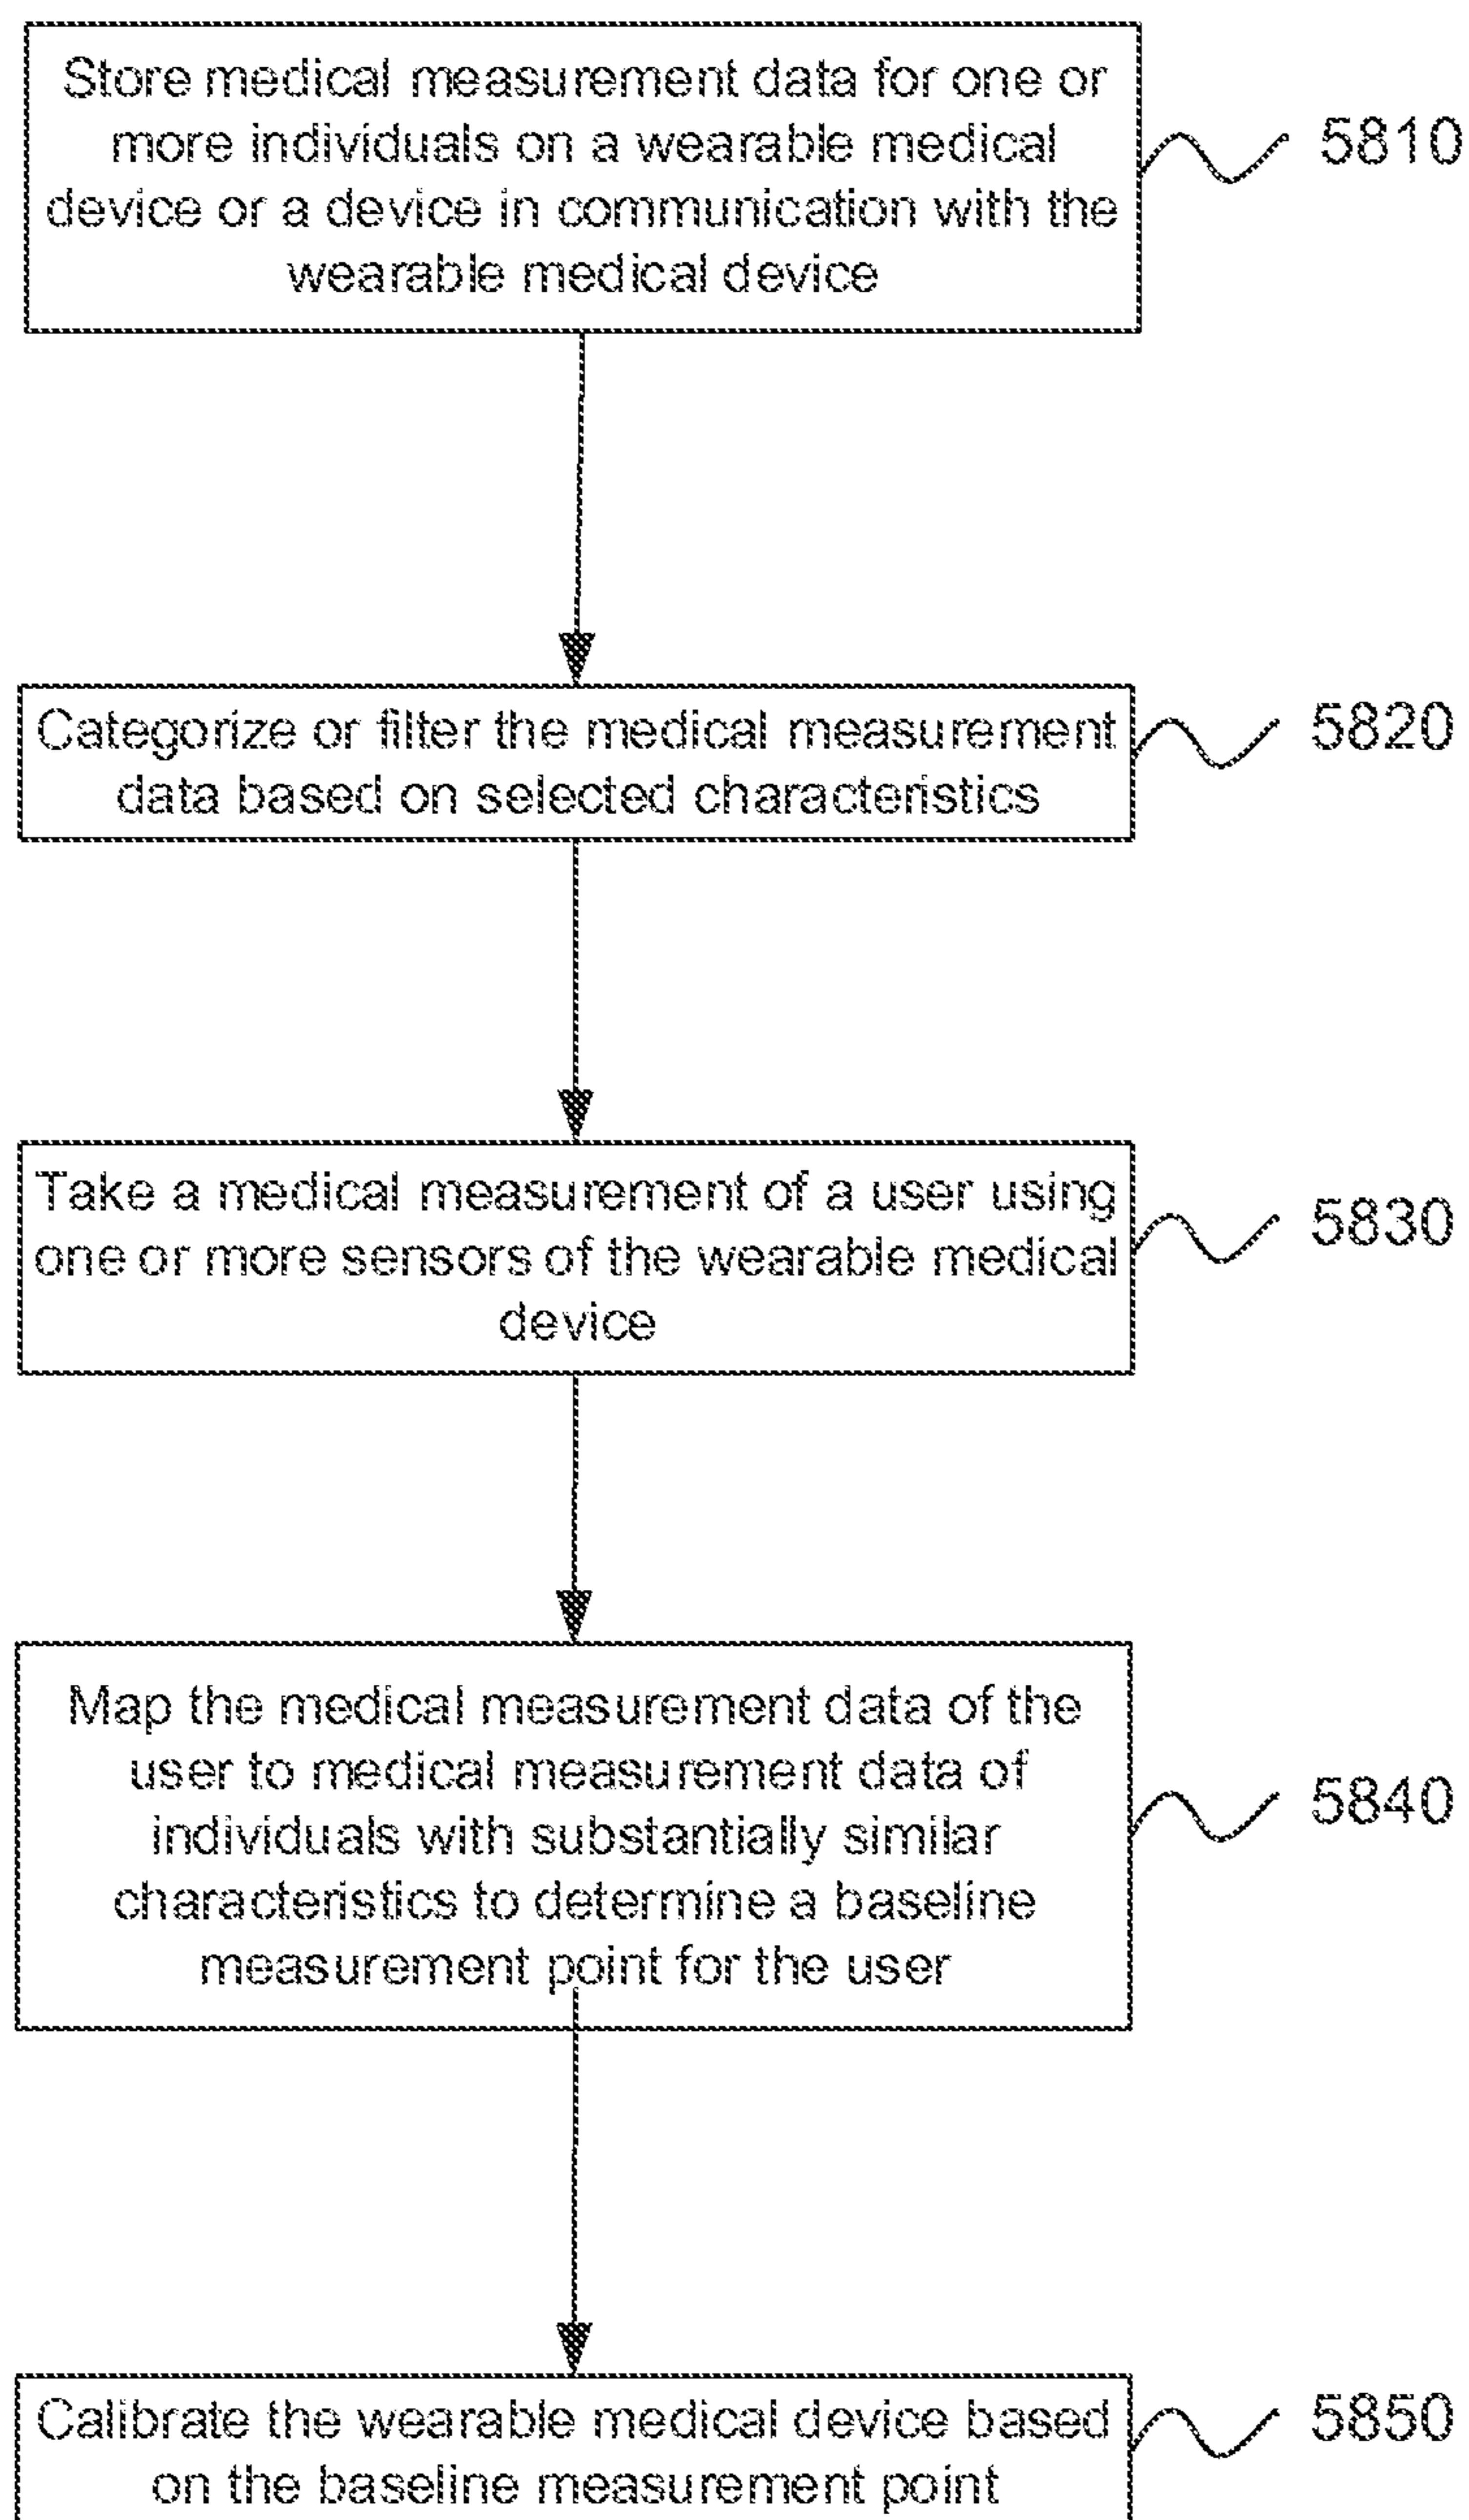 Store medical measurement data for one or
more individuals on a wearable medical
device or a device in communication with the
wearable medical device
5810
Categorize or filter the medical measurement
data based on selected characteristics
5820
Take a medical measurement of a user using
one or more sensors of the wearable medical
device
5830
Map the medical measurement data of the
user to medical measurement data of
individuals with substantially similar
characteristics to determine a baseline
measurement point for the user
5840
Calibrate the wearable medical device based
on the baseline measurement point
5850